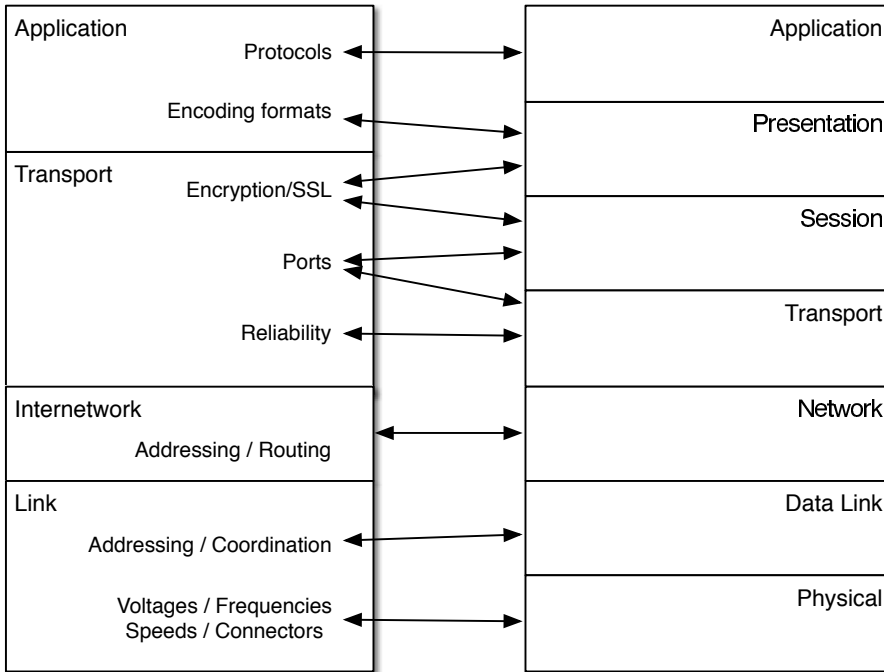 Application
Protocols
Encoding formats
Transport
Encryption/SSL
Ports
Reliability
Internetwork
Addressing / Routing
Link
Addressing / Coordination
Voltages / Frequencies
Speeds / Connectors
Application
Presentation
Session
Transport
Network
Data Link
Physical